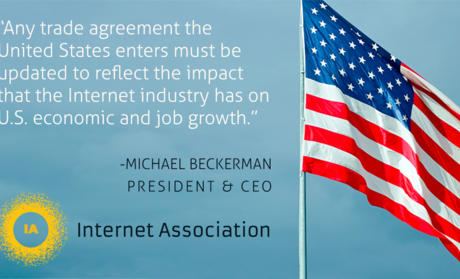 “Any trade agreement the
United States enters must be
updated to reflect the impact
that the Internet industry has on
U.S. economic and job growth.”
-MICHAEL BECKERMAN
PRESIDENT & CEO
IA
Internet Association